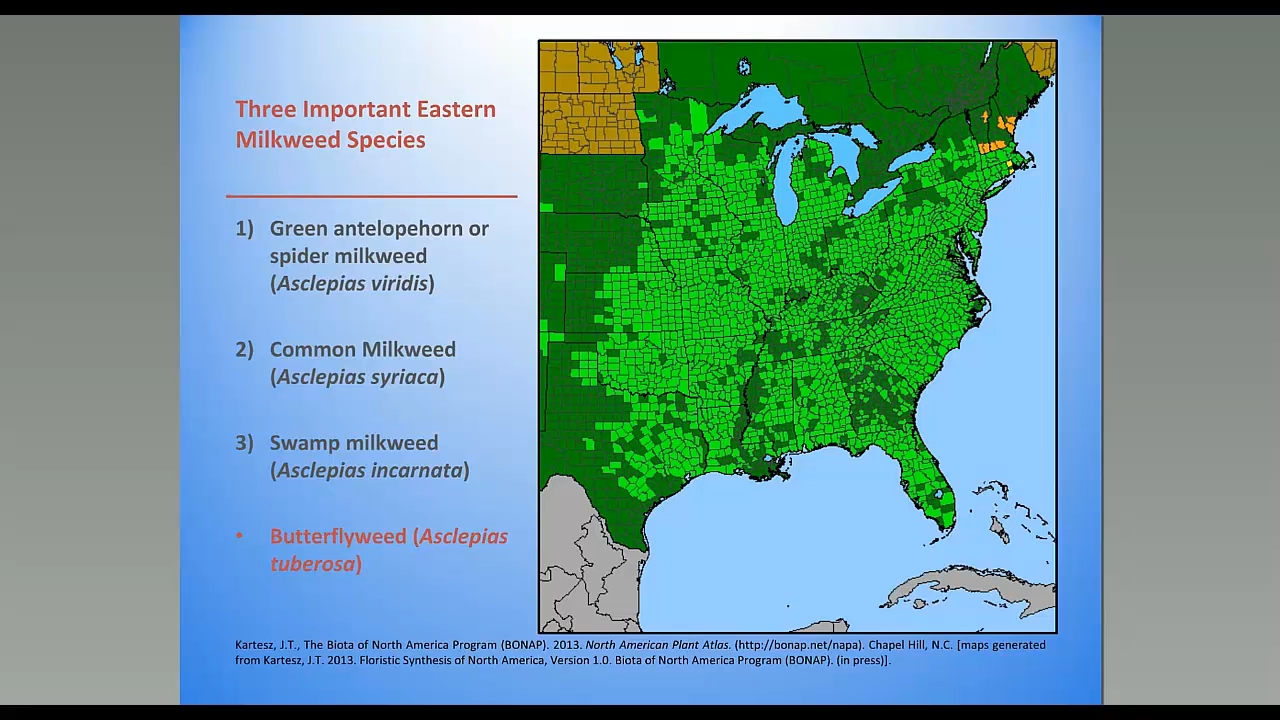 Three Important Eastern
Milkweed Species
1) Green antelopehorn or
spider milkweed
(Asclepias viridis)
2) Common Milkweed
(Asclepias syriaca)
3) Swamp milkweed
(Asclepias incarnata)
• Butterflyweed (Asclepias
tuberosa)
Kartesz, J.T., The Biota of North America Program (BONAP). 2013. North American Plant Atlas. (http://bonap.net/napa). Chapel Hill, N.C. [maps generated
from Kartesz, J.T. 2013. Floristic Synthesis of North America, Version 1.0. Biota of North America Program (BONAP). (in press)].